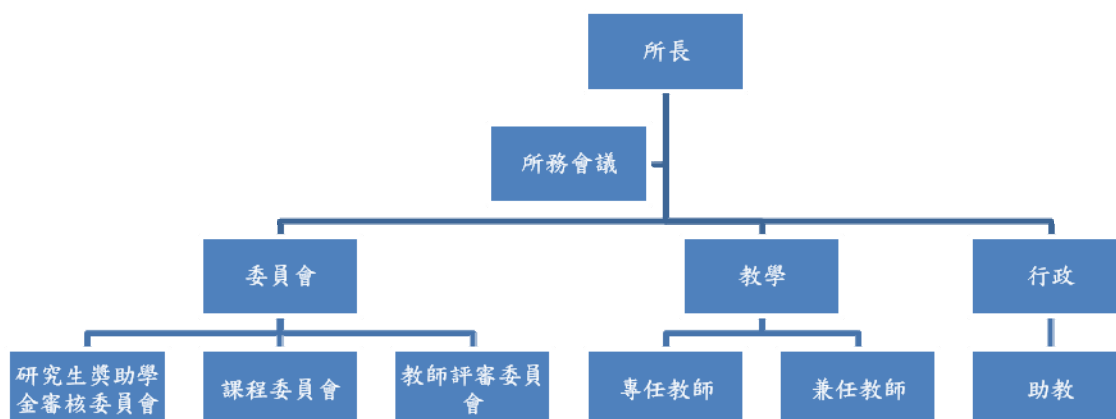 所長
所務會議
委員會
教學
行政
研究生獎助學
金審核委員會
課程委員會
教師評審委員
會
專任教師
兼任教師
助教